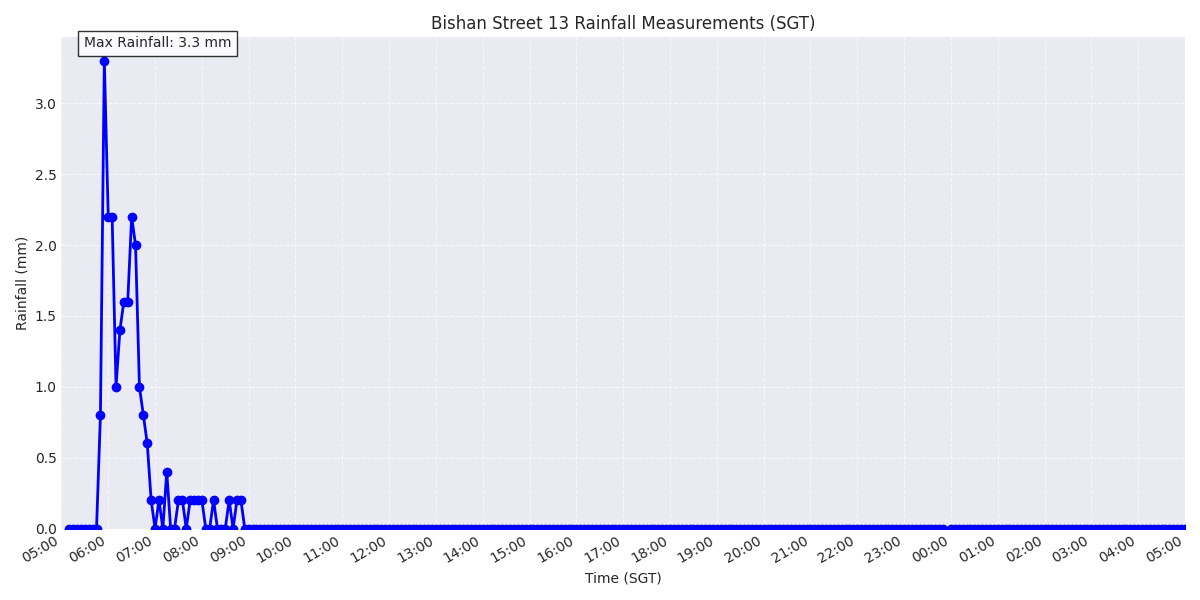 Bishan Street 13 Rainfall Measurements (SGT)
Max Rainfall: 3.3 mm
3.0
2.5
2.0
1.5
1.0
0.5
0.0
Rainfall (mm)
05:00 06:00 07:00 08:00 09:00 10:00 11:00 12:00 13:00 14:00 15:00 16:00 17:00 18:00 19:00 20:00 21:00 22:00 23:00 00:00 01:00 02:00 03:00 04:00 05:00
Time (SGT)